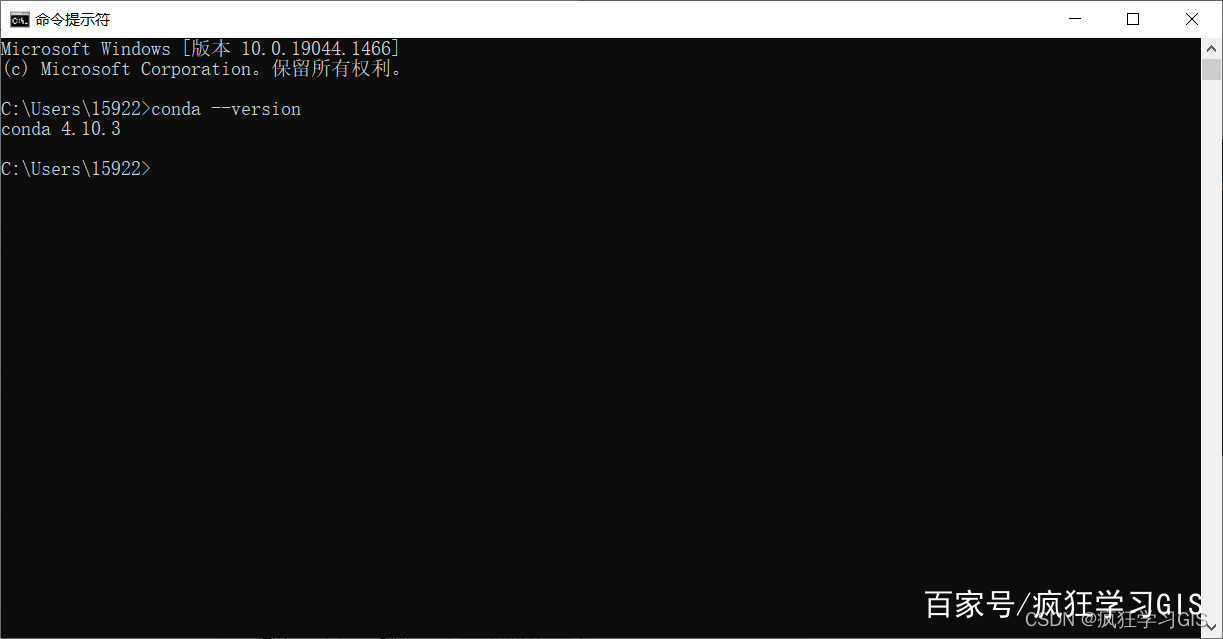 命令提示符
Microsoft Windows [版本 10.0.19044.1466]
(c) Microsoft Corporation。保留所有权利。
C:\Users\15922>conda --version
conda 4.10.3
C:\Users\15922>
百家号/疯狂学习GIS
CSDN @疯狂学习GIS